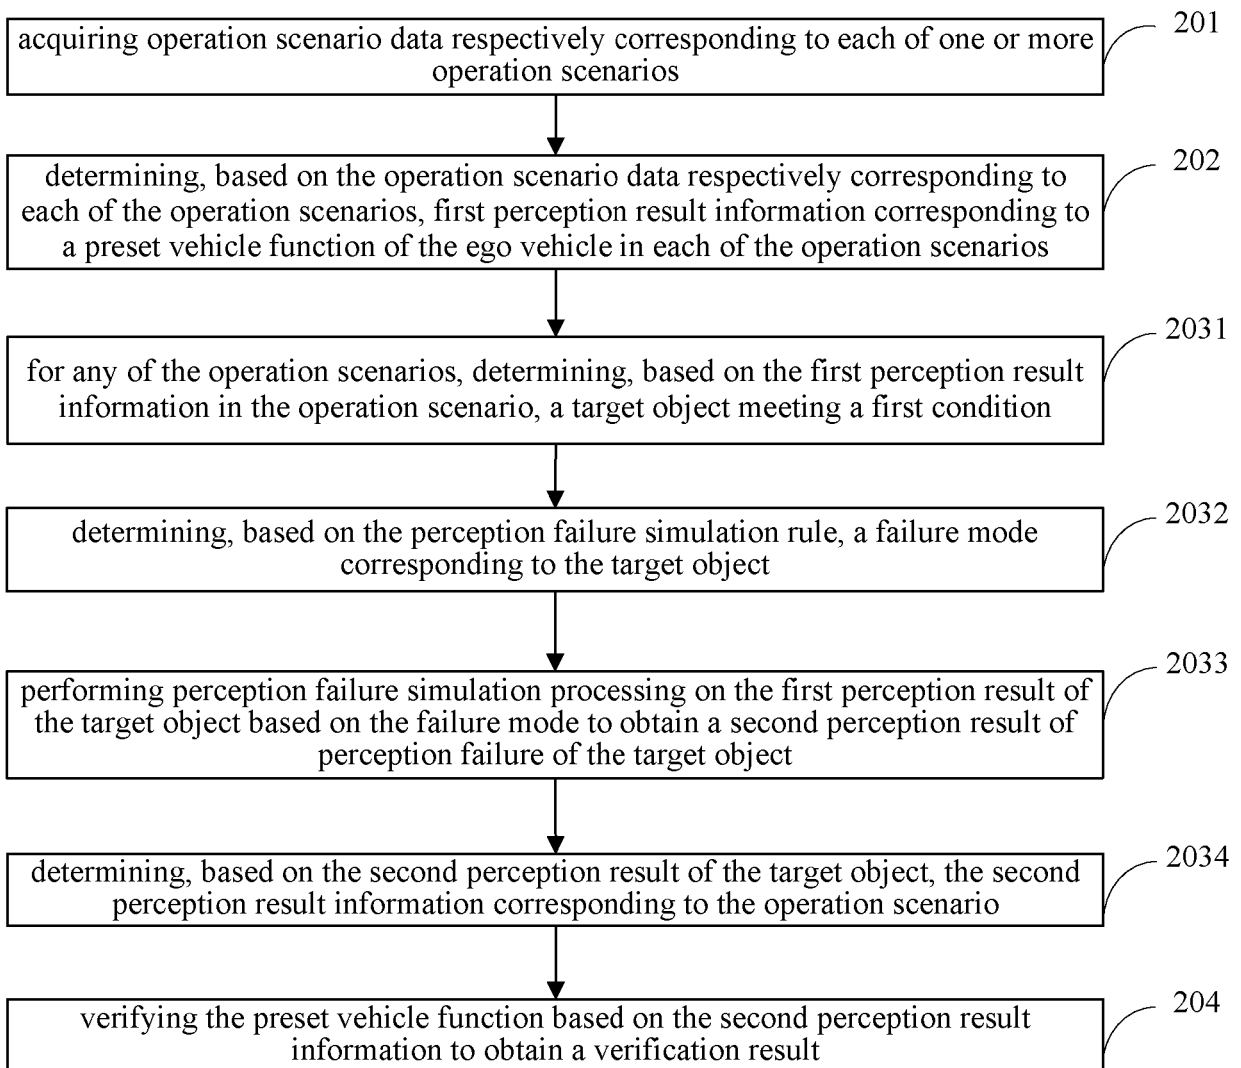 201
acquiring operation scenario data respectively corresponding to each of one or more
operation scenarios
202
determining, based on the operation scenario data respectively corresponding to
each of the operation scenarios, first perception result information corresponding to
a preset vehicle function of the ego vehicle in each of the operation scenarios
2031
for any of the operation scenarios, determining, based on the first perception result
information in the operation scenario, a target object meeting a first condition
2032
determining, based on the perception failure simulation rule, a failure mode
corresponding to the target object
2033
performing perception failure simulation processing on the first perception result of
the target object based on the failure mode to obtain a second perception result of
perception failure of the target object
2034
determining, based on the second perception result of the target object, the second
perception result information corresponding to the operation scenario
204
verifying the preset vehicle function based on the second perception result
information to obtain a verification result